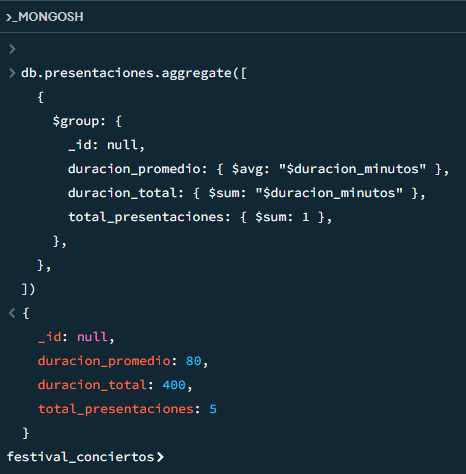 >_MONGOSH
>
> db.presentaciones.aggregate([
    {
      $group: {
        _id: null,
        duracion_promedio: { $avg: "$duracion_minutos" },
        duracion_total: { $sum: "$duracion_minutos" },
        total_presentaciones: { $sum: 1 },
      },
    },
  ])
< {
    _id: null,
    duracion_promedio: 80,
    duracion_total: 400,
    total_presentaciones: 5
  }
festival_conciertos>